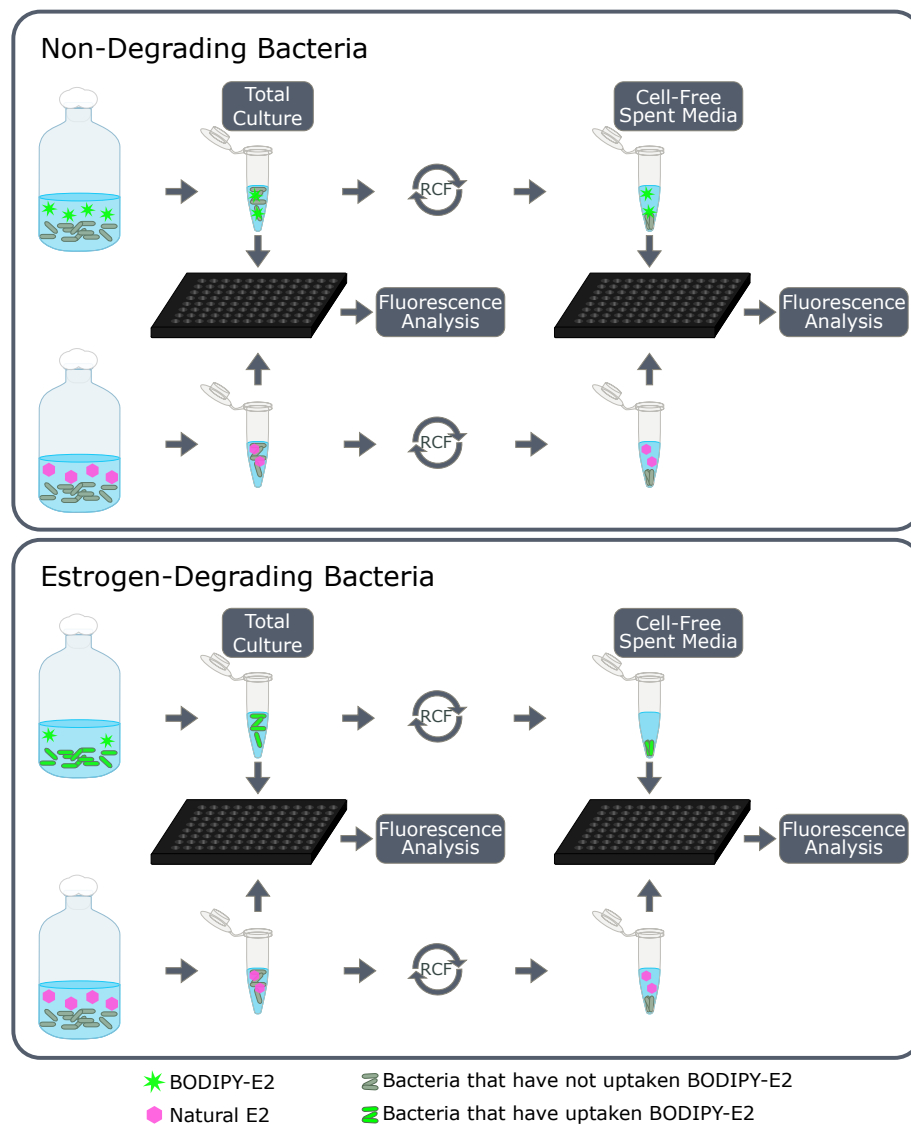 Non-Degrading Bacteria
Total
Culture
Cell-Free
Spent Media
RCF
Fluorescence
Analysis
Fluorescence
Analysis
RCF
Estrogen-Degrading Bacteria
Total
Culture
Cell-Free
Spent Media
RCF
Fluorescence
Analysis
Fluorescence
Analysis
RCF
BODIPY-E2
Bacteria that have not uptaken BODIPY-E2
Natural E2
Bacteria that have uptaken BODIPY-E2